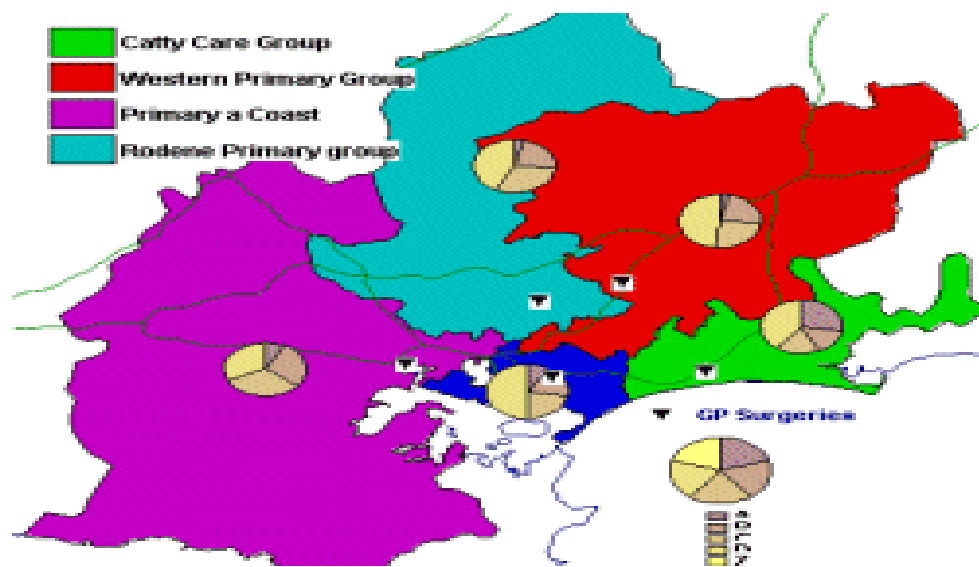 Catty Care Group
Western Primary Group
Primary a Coast
Rodene Primary group
GP Surgeries